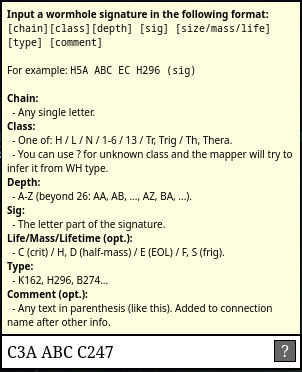 Input a wormhole signature in the following format:
[chain][class][depth] [sig] [size/mass/life]
[type] [comment]
For example: H5A ABC EC H296 (sig)
Chain:
- Any single letter.
Class:
- One of: H / L / N / 1-6 / 13 / Tr, Trig / Th, Thera.
- You can use ? for unknown class and the mapper will try to
infer it from WH type.
Depth:
- A-Z (beyond 26: AA, AB, ..., AZ, BA, ...).
Sig:
- The letter part of the signature.
Life/Mass/Lifetime (opt.):
- C (crit) / H, D (half-mass) / E (EOL) / F, S (frig).
Type:
- K162, H296, B274...
Comment (opt.):
- Any text in parenthesis (like this). Added to connection
name after other info.
C3A ABC C247
?